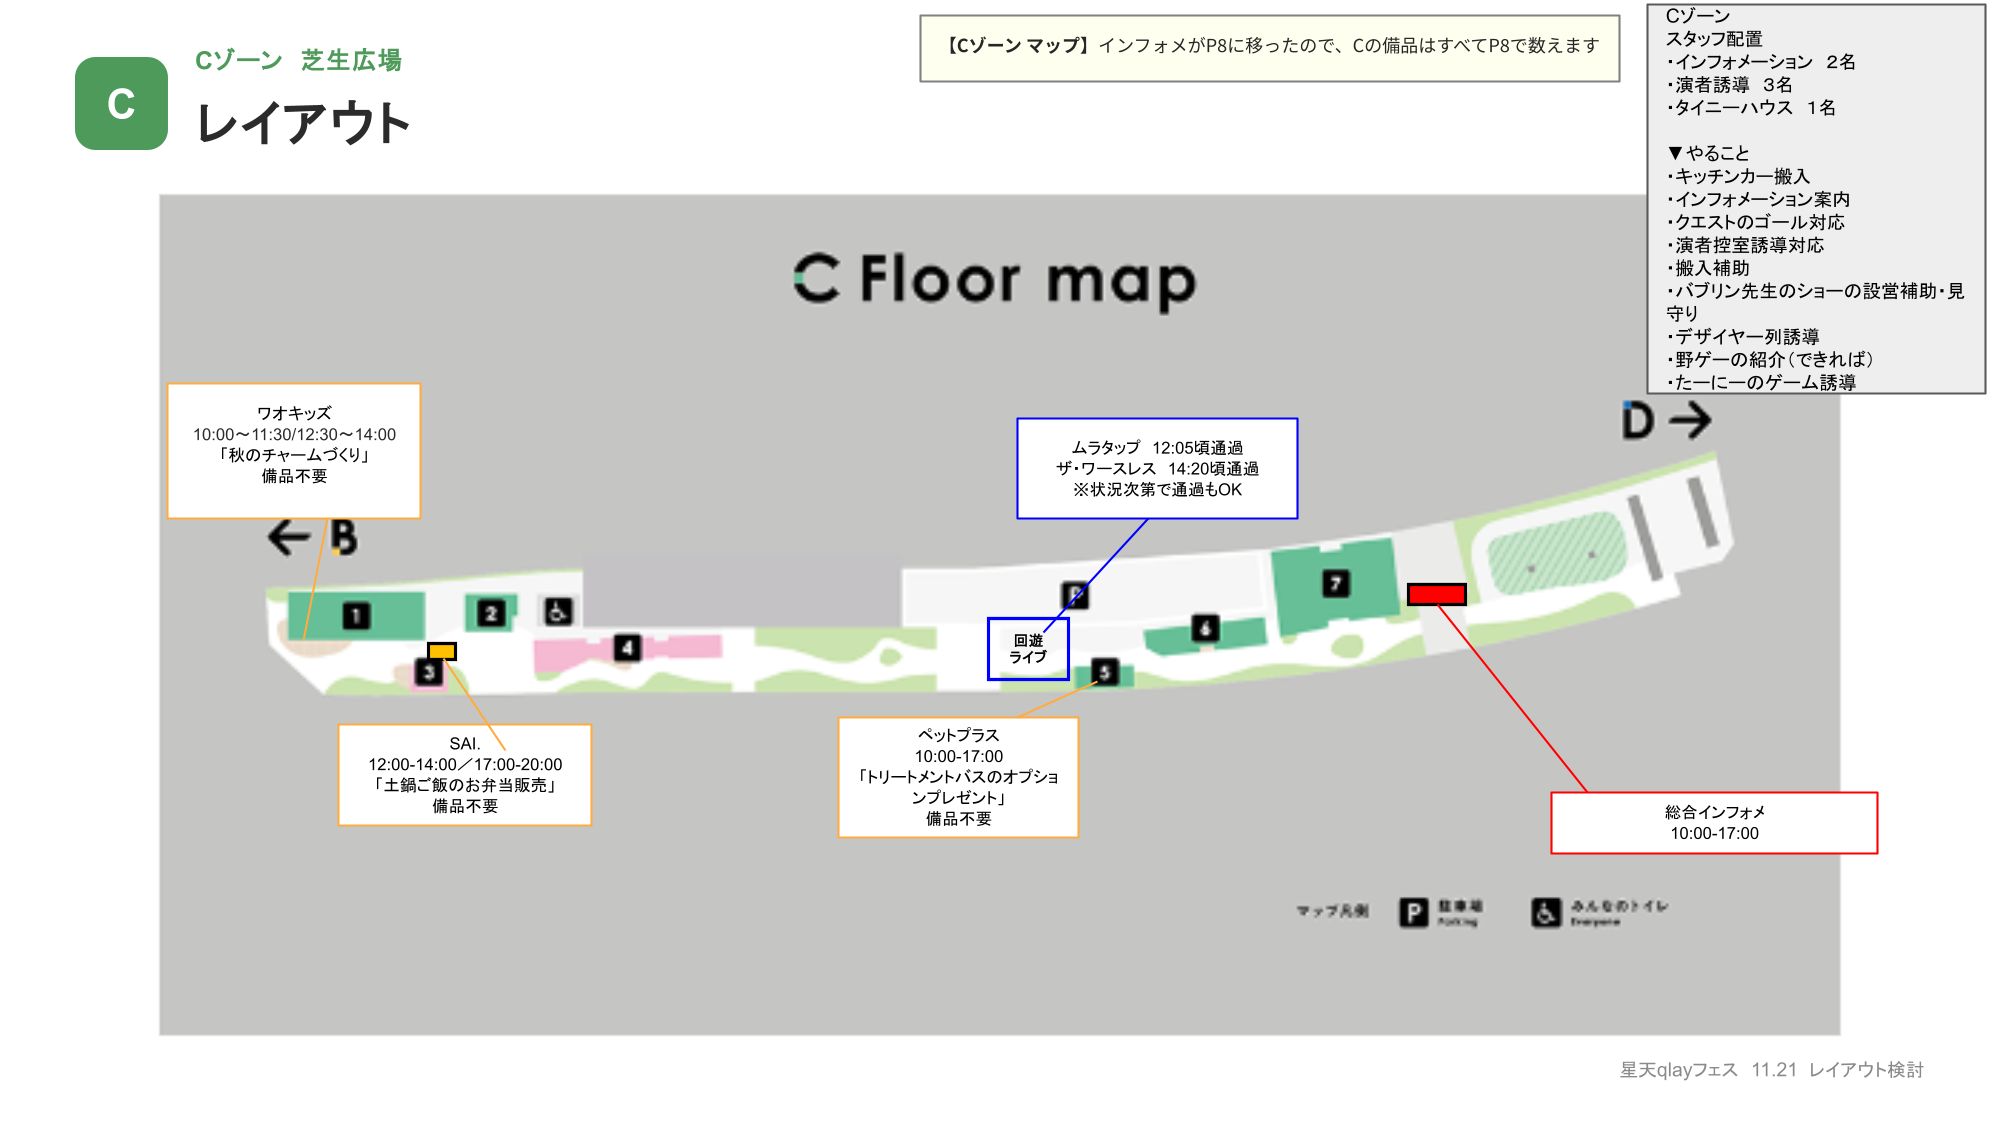 C
Cゾーン 芝生広場
レイアウト
【Cゾーン マップ】インフォメがP8に移ったので、Cの備品はすべてP8で数えます
Cゾーン
スタッフ配置
・インフォメーション 2名
・演者誘導 3名
・タイニーハウス 1名
▼やること
・キッチンカー搬入
・インフォメーション案内
・クエストのゴール対応
・演者控室誘導対応
・搬入補助
・バブリン先生のショーの設営補助・見
守り
・デザイヤー列誘導
・野ゲーの紹介（できれば）
・たーにーのゲーム誘導
C Floor map
D →
ワオキッズ
10:00〜11:30/12:30〜14:00
「秋のチャームづくり」
備品不要
← B
ムラタップ 12:05頃通過
ザ・ワースレス 14:20頃通過
※状況次第で通過もOK
1
2
3
4
P
回遊
ライブ
5
6
7
SAI.
12:00-14:00／17:00-20:00
「土鍋ご飯のお弁当販売」
備品不要
ペットプラス
10:00-17:00
「トリートメントバスのオプショ
ンプレゼント」
備品不要
総合インフォメ
10:00-17:00
マップ凡例
P 駐車場
Parking
みんなのトイレ
Everyone
星天qlayフェス 11.21 レイアウト検討